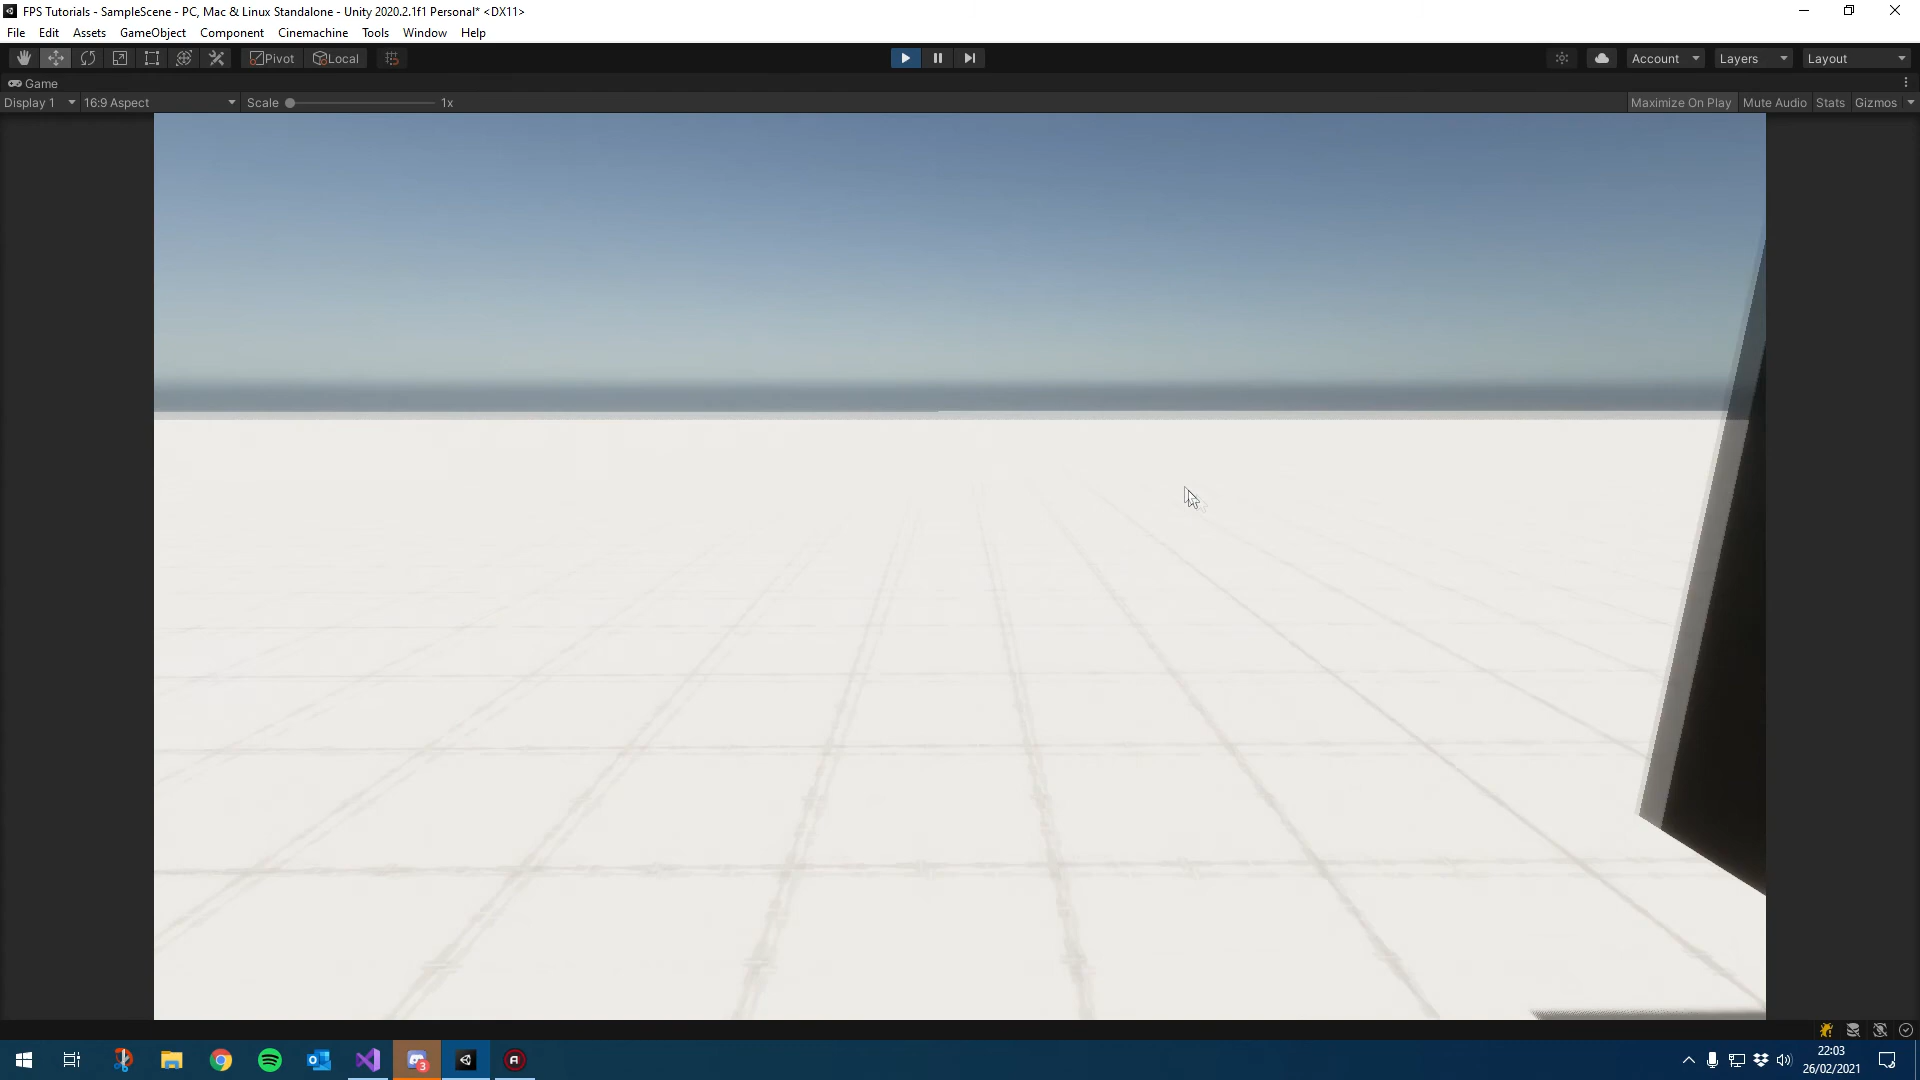 FPS Tutorials - SampleScene - PC, Mac & Linux Standalone - Unity 2020.2.1f1 Personal* <DX11>
File Edit Assets GameObject Component Cinemachine Tools Window Help
Pivot Local Account Layers Layout
Game
Display 1 16:9 Aspect Scale 1x Maximize On Play Mute Audio Stats Gizmos
3
22:03
26/02/2021